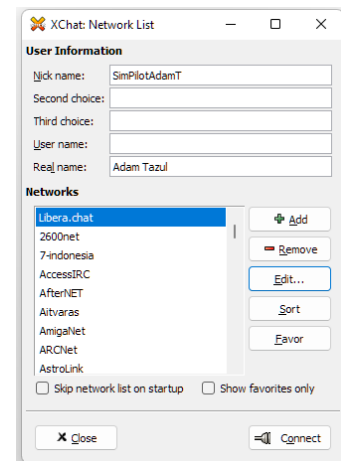 XChat: Network List
User Information
Nick name: SimPilotAdamT
Second choice:
Third choice:
User name:
Real name: Adam Tazul
Networks
Libera.chat
2600net
7-indonesia
AccessIRC
AfterNET
Aitvaras
AmigaNet
ARCNet
AstroLink
Add
Remove
Edit...
Sort
Favor
Skip network list on startup Show favorites only
Close Connect